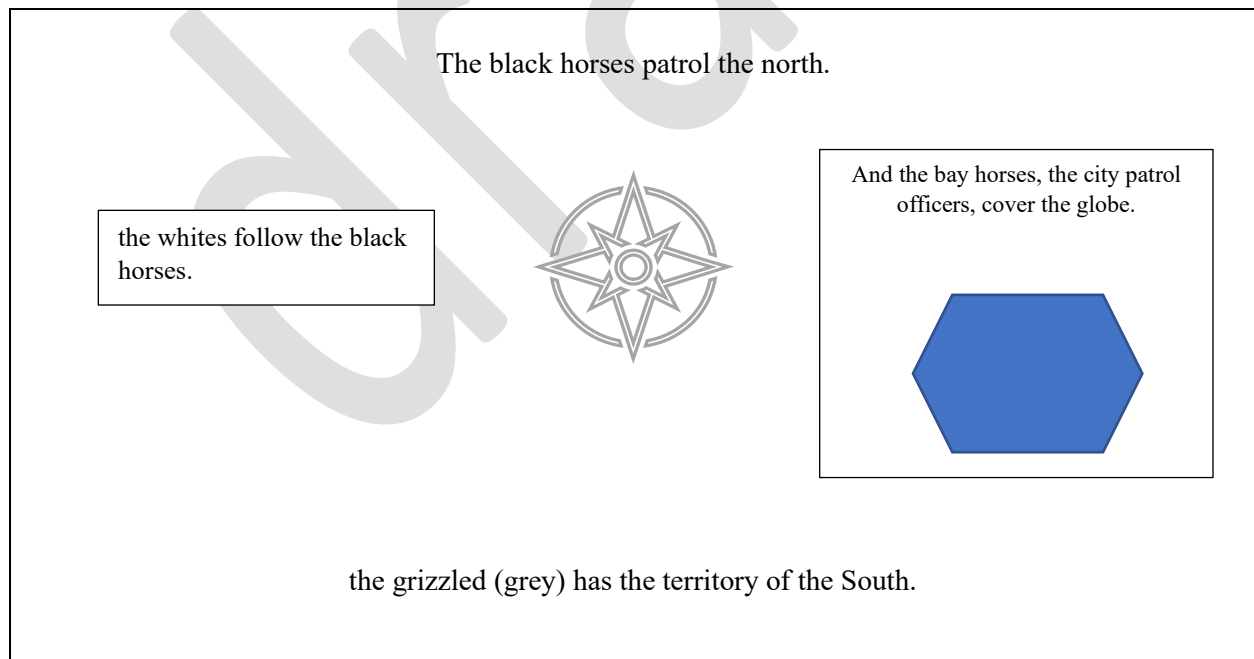 The black horses patrol the north.
the whites follow the black
horses.
And the bay horses, the city patrol
officers, cover the globe.
the grizzled (grey) has the territory of the South.